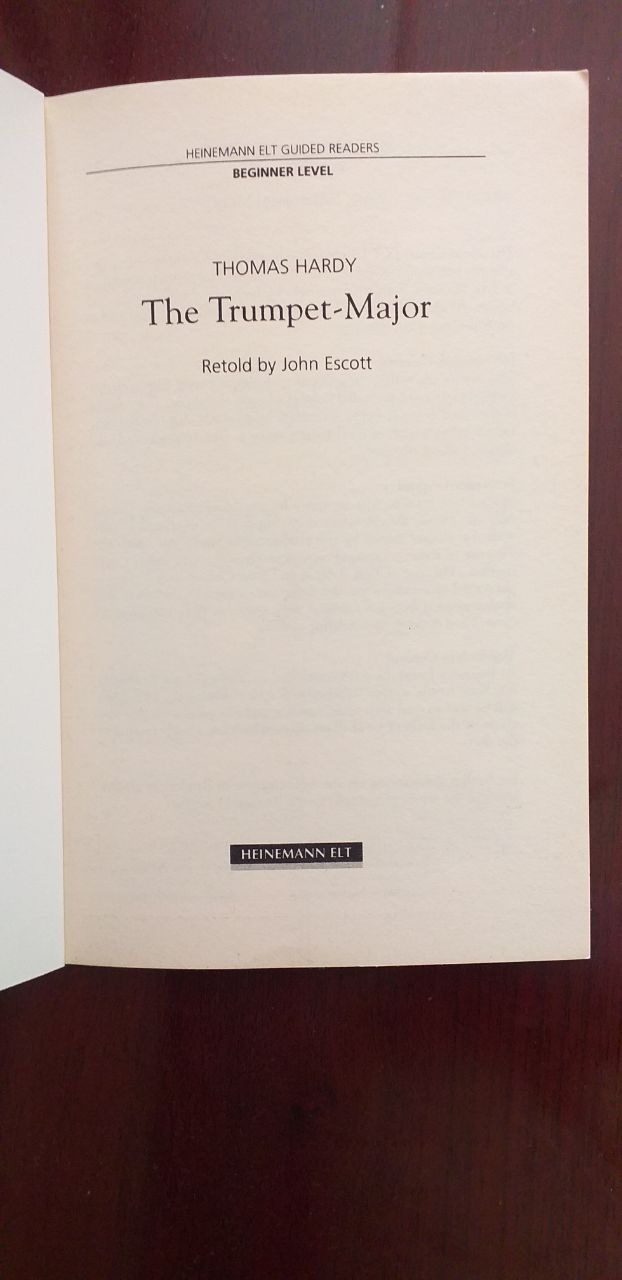 HEINEMANN ELT GUIDED READERS
BEGINNER LEVEL
THOMAS HARDY
The Trumpet-Major
Retold by John Escott
HEINEMANN ELT